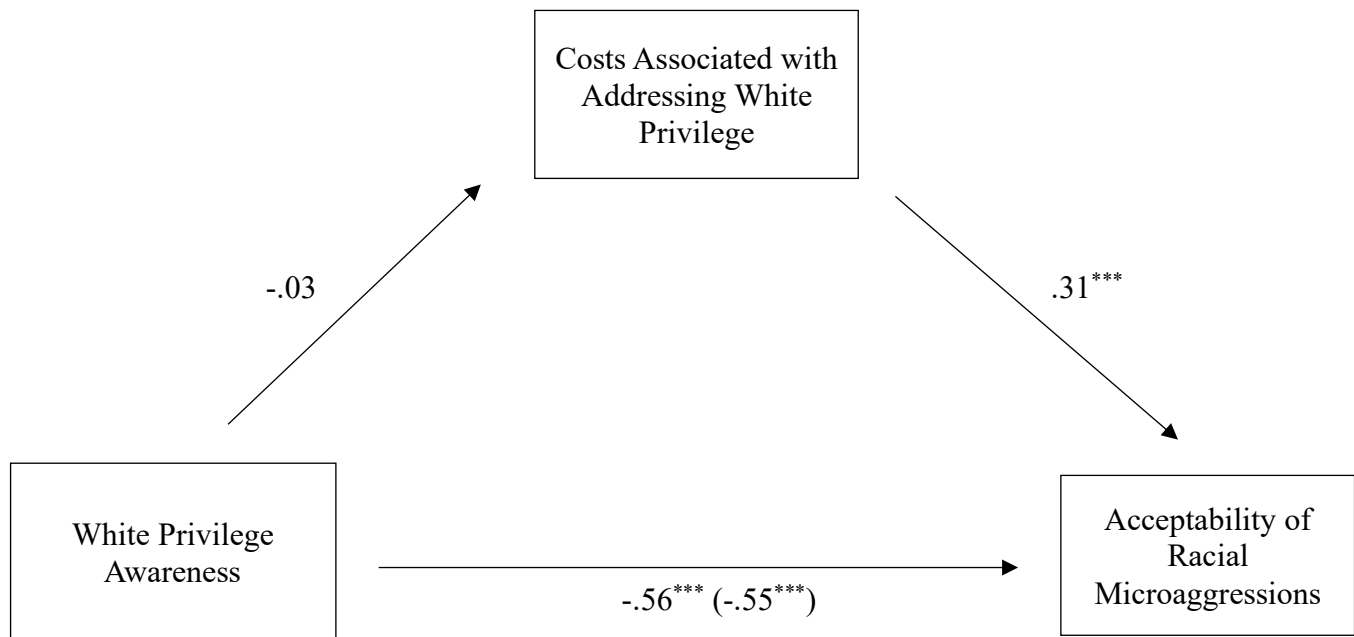 Costs Associated with
Addressing White
Privilege
-.03
.31***
White Privilege
Awareness
-.56*** (-.55***)
Acceptability of
Racial
Microaggressions